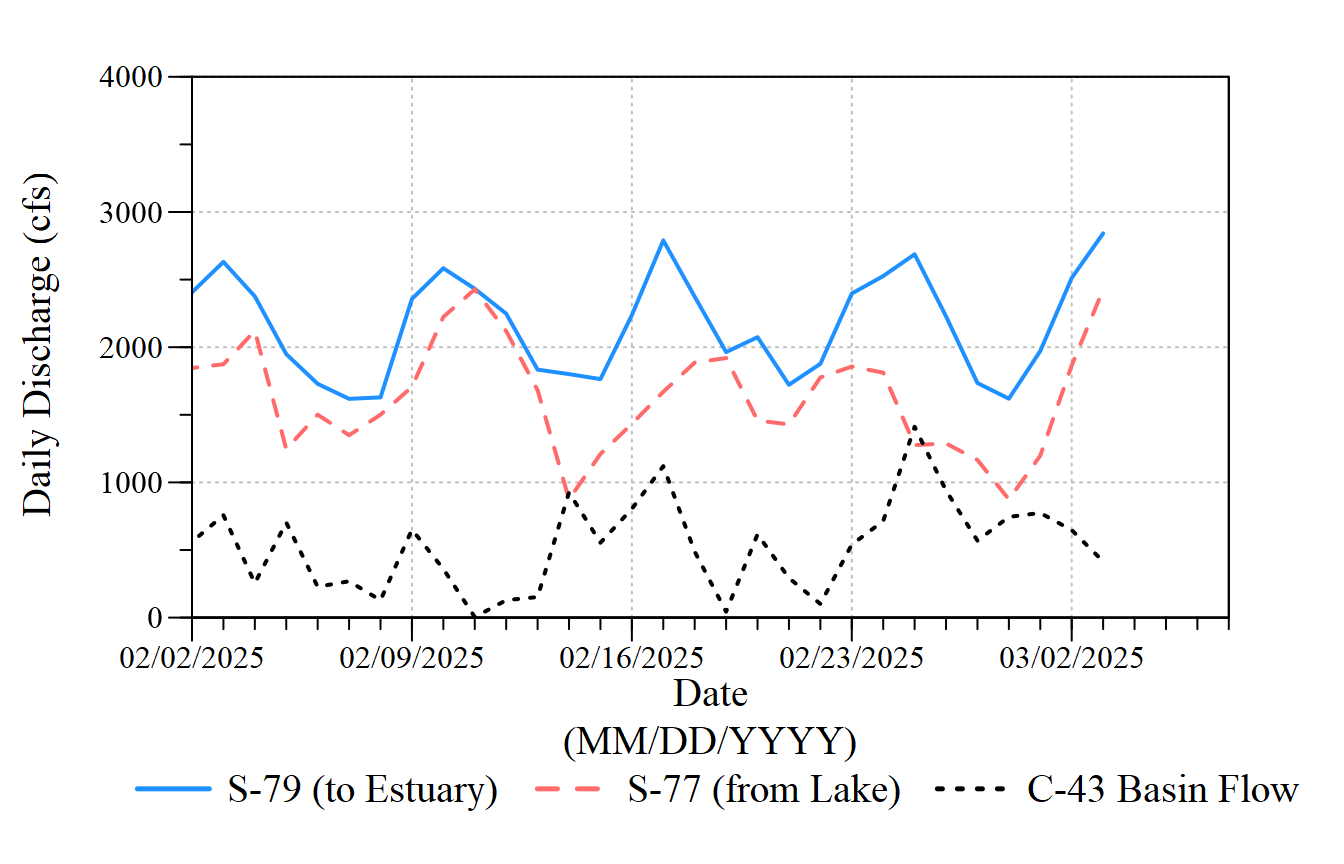 4000
3000
2000
1000
0
Daily Discharge (cfs)
02/02/2025 02/09/2025 02/16/2025 02/23/2025 03/02/2025
Date
(MM/DD/YYYY)
S-79 (to Estuary) S-77 (from Lake) C-43 Basin Flow